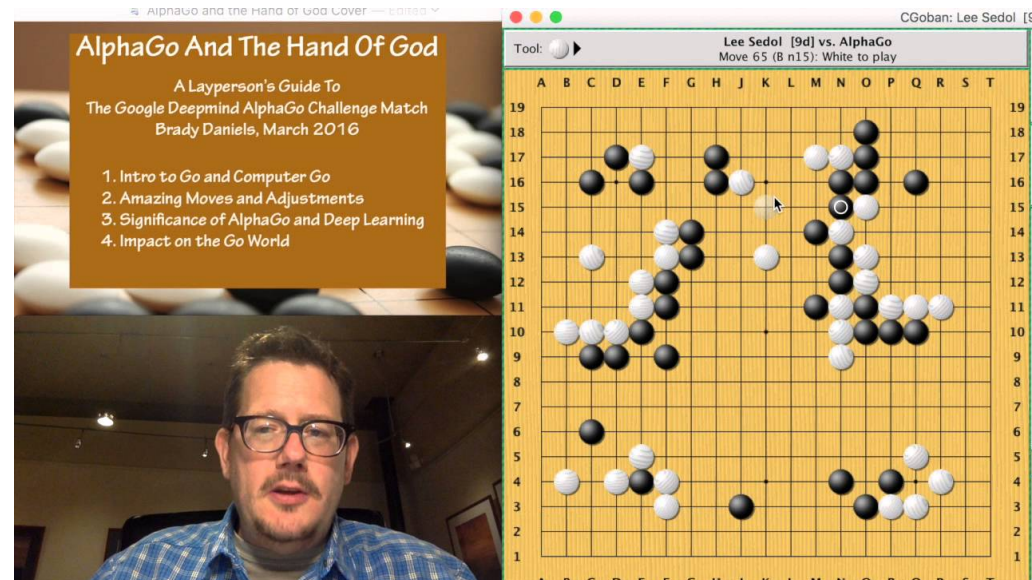 AlphaGo and the Hand of God Cover — Edited
AlphaGo And The Hand Of God
A Layperson's Guide To
The Google Deepmind AlphaGo Challenge Match
Brady Daniels, March 2016
1. Intro to Go and Computer Go
2. Amazing Moves and Adjustments
3. Significance of AlphaGo and Deep Learning
4. Impact on the Go World
CGoban: Lee Sedol [9
Tool:
Lee Sedol [9d] vs. AlphaGo
Move 65 (B n15): White to play
A B C D E F G H J K L M N O P Q R S T
19 19
18 18
17 17
16 16
15 15
14 14
13 13
12 12
11 11
10 10
9 9
8 8
7 7
6 6
5 5
4 4
3 3
2 2
1 1